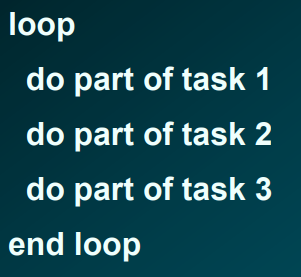 loop
do part of task 1
do part of task 2
do part of task 3
end loop